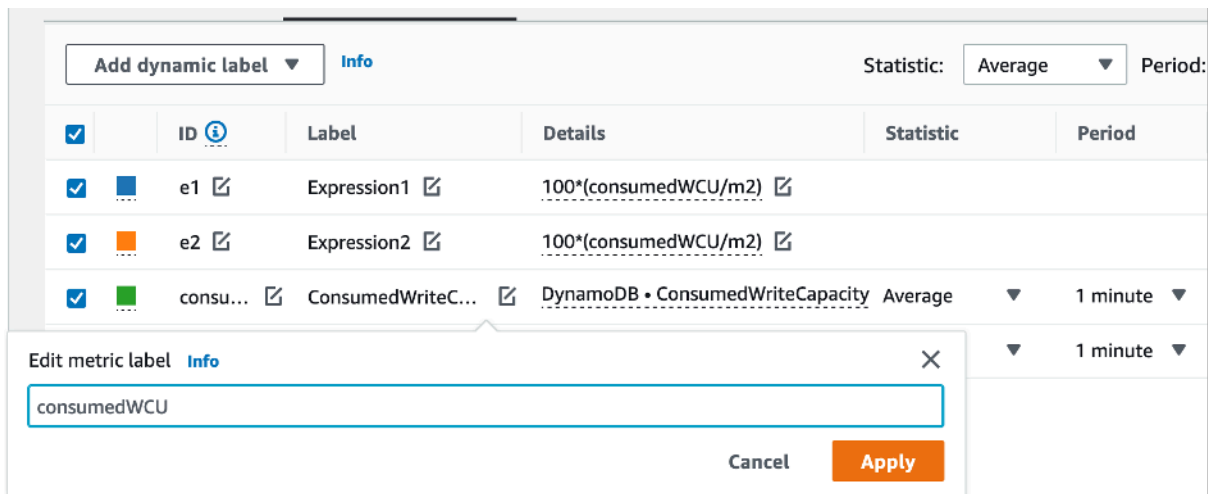 Add dynamic label ▼ Info Statistic: Average ▼ Period:
ID Label Details Statistic Period
e1 Expression1 100*(consumedWCU/m2)
e2 Expression2 100*(consumedWCU/m2)
consu... ConsumedWriteC... DynamoDB • ConsumedWriteCapacity Average ▼ 1 minute ▼
▼ 1 minute ▼
Edit metric label Info
consumedWCU
Cancel Apply